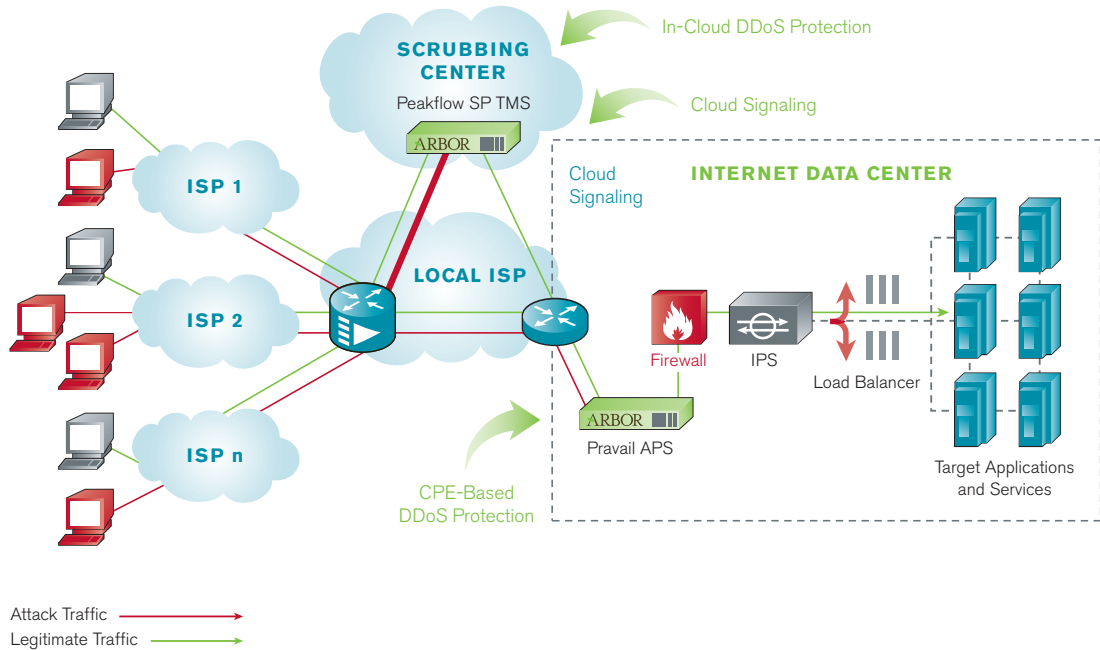 In-Cloud DDoS Protection
SCRUBBING
CENTER
Peakflow SP TMS
ARBOR
Cloud Signaling
Cloud
Signaling
INTERNET DATA CENTER
ISP 1
LOCAL ISP
ISP 2
Firewall
IPS
Load Balancer
ARBOR
Pravail APS
ISP n
Target Applications
and Services
CPE-Based
DDoS Protection
Attack Traffic
Legitimate Traffic